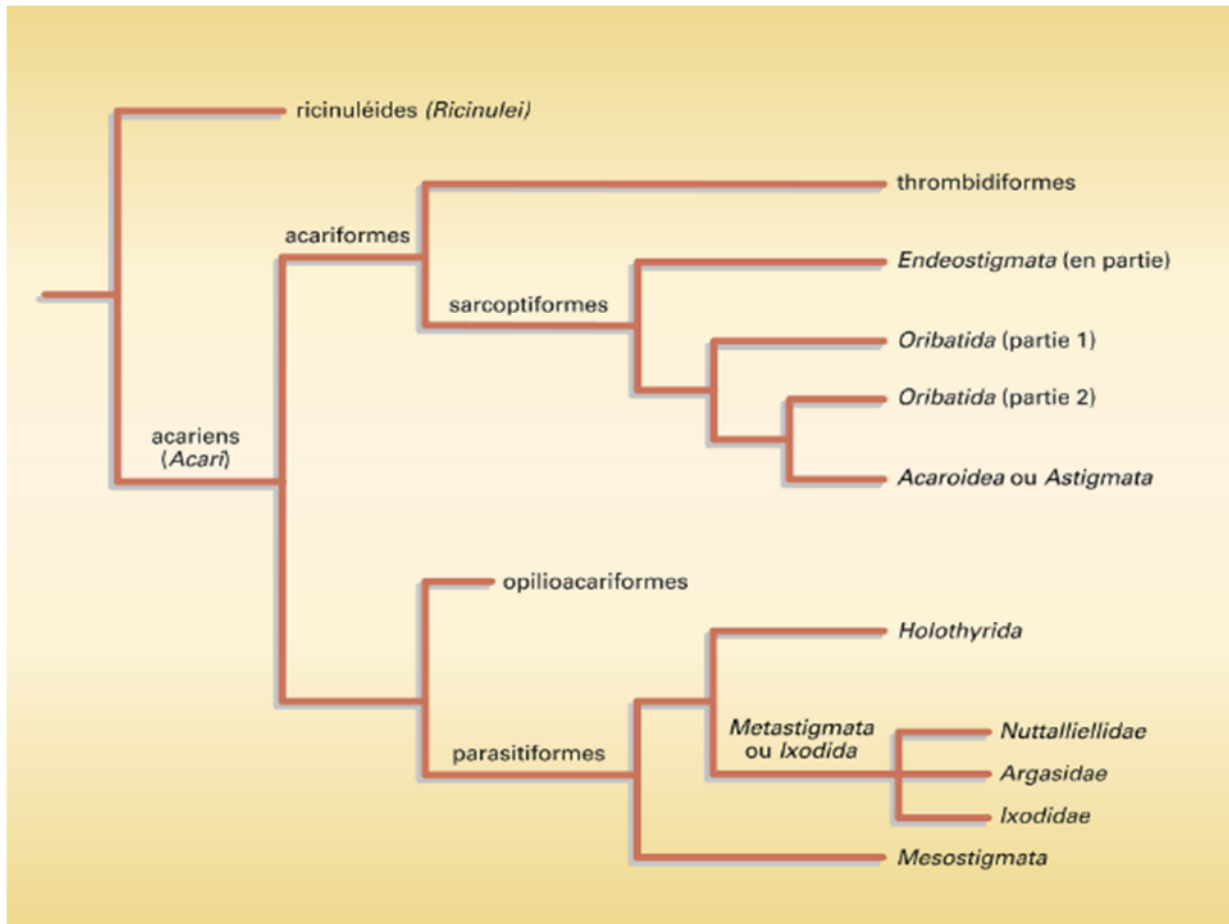 ricinuléides (Ricinulei)
thrombidiformes
acariformes
Endeostigmata (en partie)
sarcoptiformes
Oribatida (partie 1)
Oribatida (partie 2)
acariens
(Acari)
Acaroidea ou Astigmata
opilioacariformes
Holothyrida
Metastigmata
ou Ixodida
Nuttalliellidae
parasitiformes
Argasidae
Ixodidae
Mesostigmata